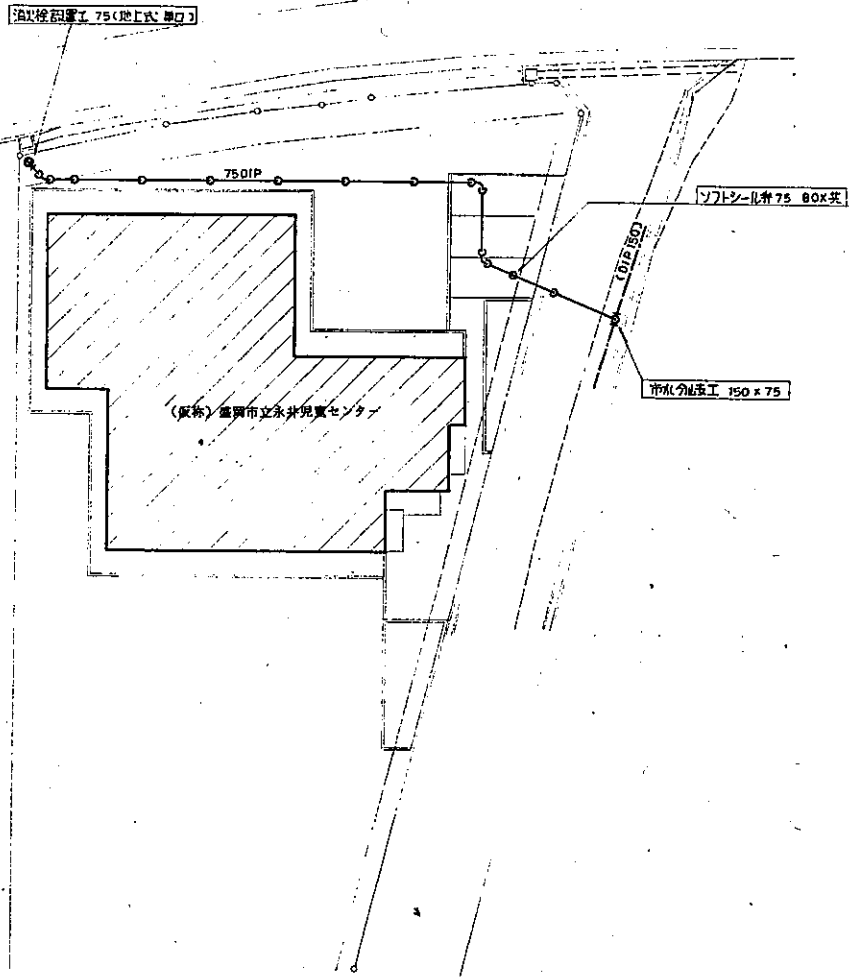 消火栓設置工 75(地上式 単口)
75DIP
ソフトシール弁75 BOX共
(DIP150)
市水分岐工 150×75
(仮称)盛岡市立永井児童センター